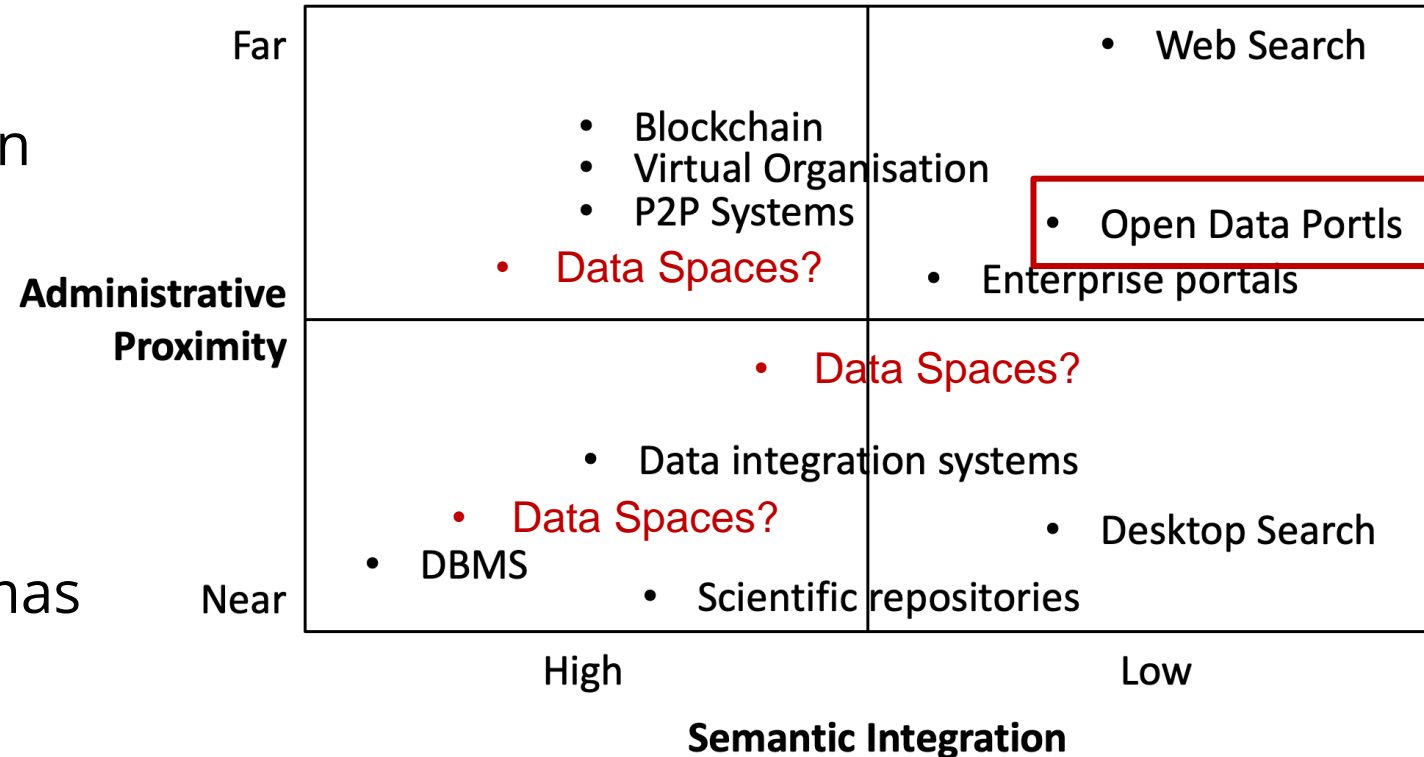 Far
• Web Search
n
• Blockchain
• Virtual Organisation
• P2P Systems
• Open Data Portls
• Data Spaces?
• Enterprise portals
Administrative
Proximity
• Data Spaces?
• Data integration systems
• Data Spaces?
• Desktop Search
• DBMS
nas
Near
• Scientific repositories
High
Low
Semantic Integration